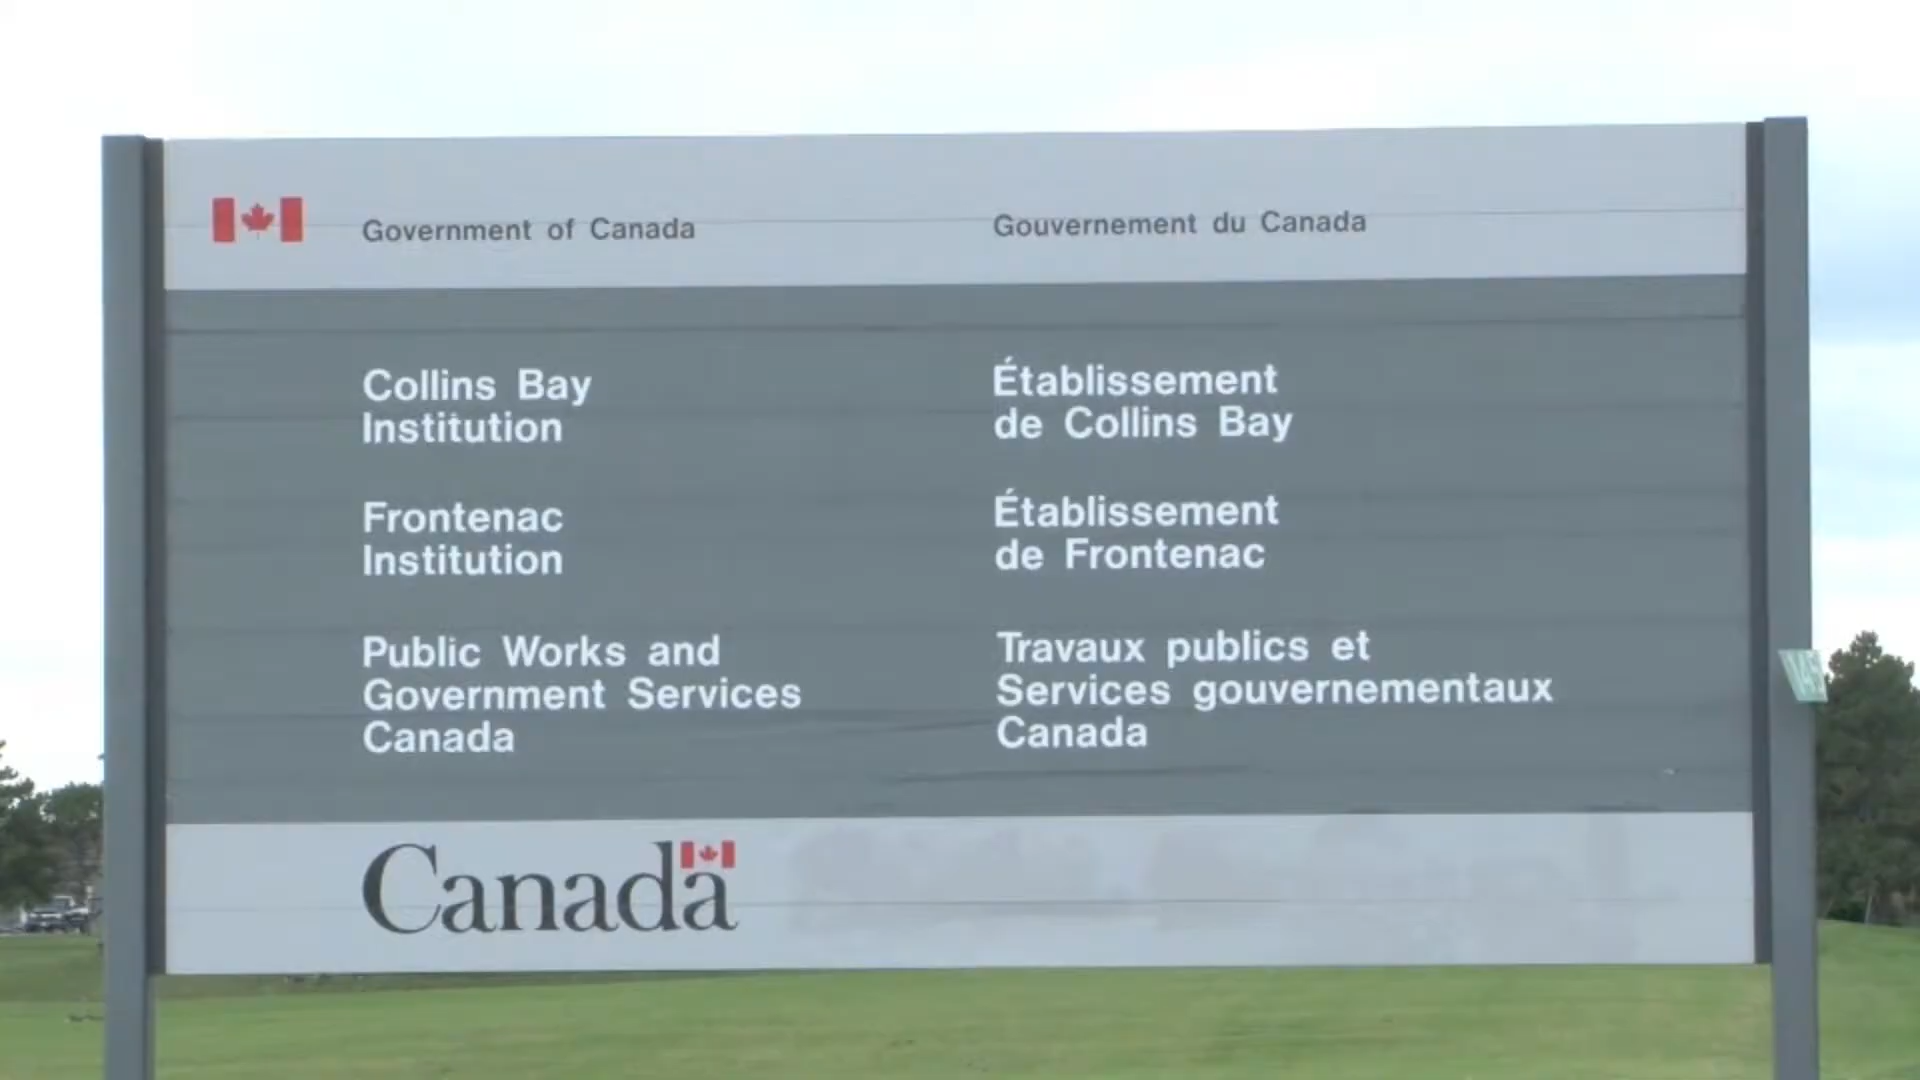 Government of Canada
Gouvernement du Canada
Collins Bay
Institution
Établissement
de Collins Bay
Frontenac
Institution
Établissement
de Frontenac
Public Works and
Government Services
Canada
Travaux publics et
Services gouvernementaux
Canada
Canada